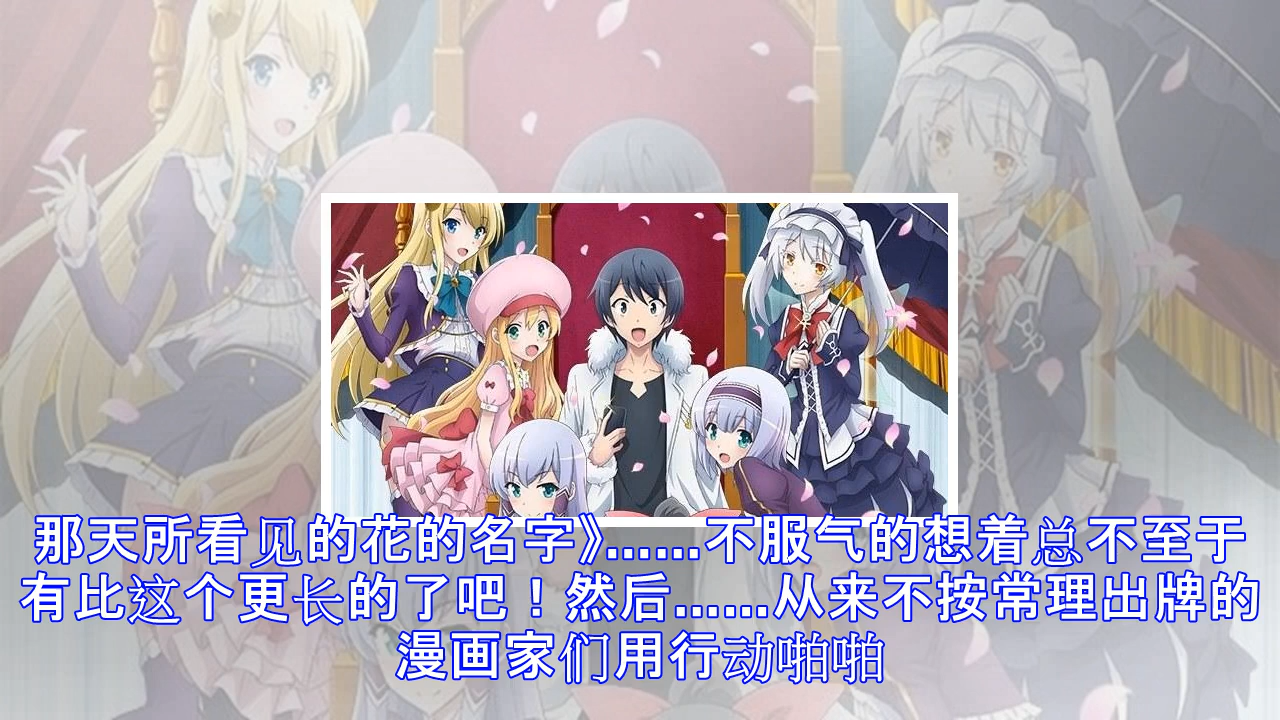 那天所看见的花的名字》......不服气的想着总不至于
有比这个更长的了吧！然后......从来不按常理出牌的
漫画家们用行动啪啪